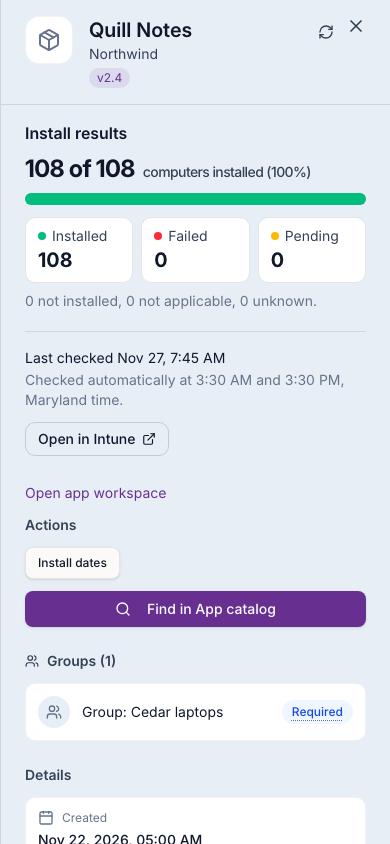 Quill Notes
Northwind
v2.4
Install results
108 of 108 computers installed (100%)
Installed
108
Failed
0
Pending
0
0 not installed, 0 not applicable, 0 unknown.
Last checked Nov 27, 7:45 AM
Checked automatically at 3:30 AM and 3:30 PM,
Maryland time.
Open in Intune
Open app workspace
Actions
Install dates
Find in App catalog
Groups (1)
Group: Cedar laptops
Required
Details
Created
Nov 22, 2026, 05:00 AM